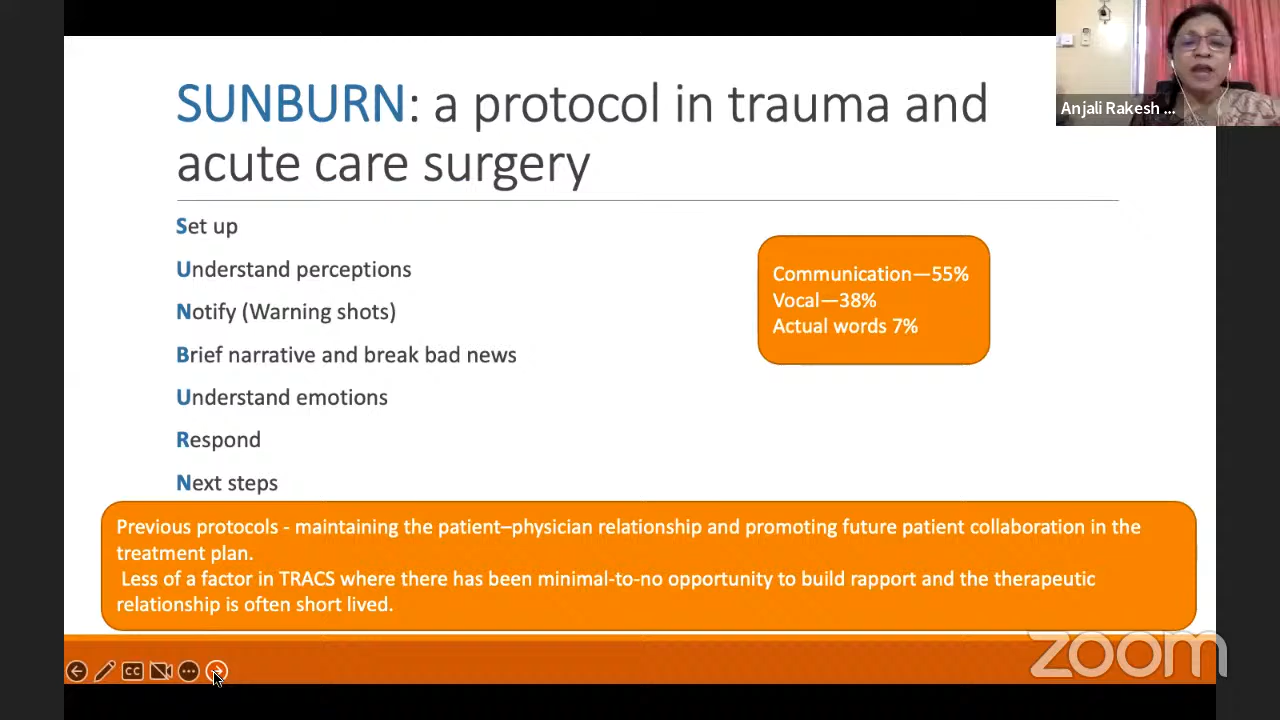 SUNBURN: a protocol in trauma and
acute care surgery
Anjali Rakesh ...
Set up
Understand perceptions
Notify (Warning shots)
Brief narrative and break bad news
Understand emotions
Respond
Next steps
Communication—55%
Vocal—38%
Actual words 7%
Previous protocols - maintaining the patient–physician relationship and promoting future patient collaboration in the
treatment plan.
Less of a factor in TRACS where there has been minimal-to-no opportunity to build rapport and the therapeutic
relationship is often short lived.
CC
zoom